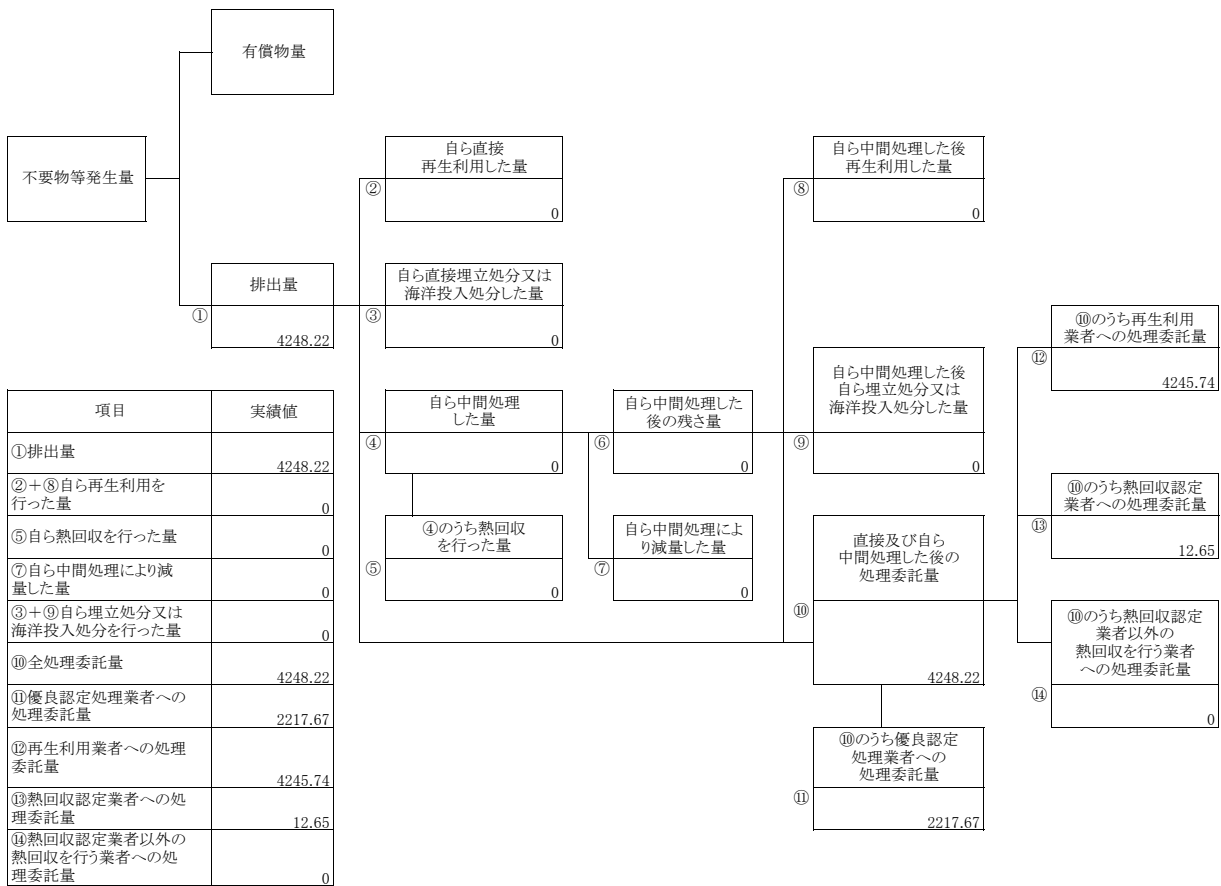 有償物量
不要物等発生量
自ら直接
再生利用した量
②
0
自ら中間処理した後
再生利用した量
⑧
0
排出量
①
4248.22
自ら直接埋立処分又は
海洋投入処分した量
③
0
⑩のうち再生利用
業者への処理委託量
⑫
4245.74
自ら中間処理
した量
④
0
自ら中間処理した
後の残さ量
⑥
0
自ら中間処理した後
自ら埋立処分又は
海洋投入処分した量
⑨
0
⑩のうち熱回収認定
業者への処理委託量
⑬
12.65
④のうち熱回収
を行った量
⑤
0
自ら中間処理によ
り減量した量
⑦
0
直接及び自ら
中間処理した後の
処理委託量
⑩
4248.22
⑩のうち熱回収認定
業者以外の
熱回収を行う業者
への処理委託量
⑭
0
⑩のうち優良認定
処理業者への
処理委託量
⑪
2217.67
項目 実績値
①排出量
4248.22
②＋⑧自ら再生利用を
行った量
0
⑤自ら熱回収を行った量
0
⑦自ら中間処理により減
量した量
0
③＋⑨自ら埋立処分又は
海洋投入処分を行った量
0
⑩全処理委託量
4248.22
⑪優良認定処理業者への
処理委託量
2217.67
⑫再生利用業者への処理
委託量
4245.74
⑬熱回収認定業者への処
理委託量
12.65
⑭熱回収認定業者以外の
熱回収を行う業者への処
理委託量
0